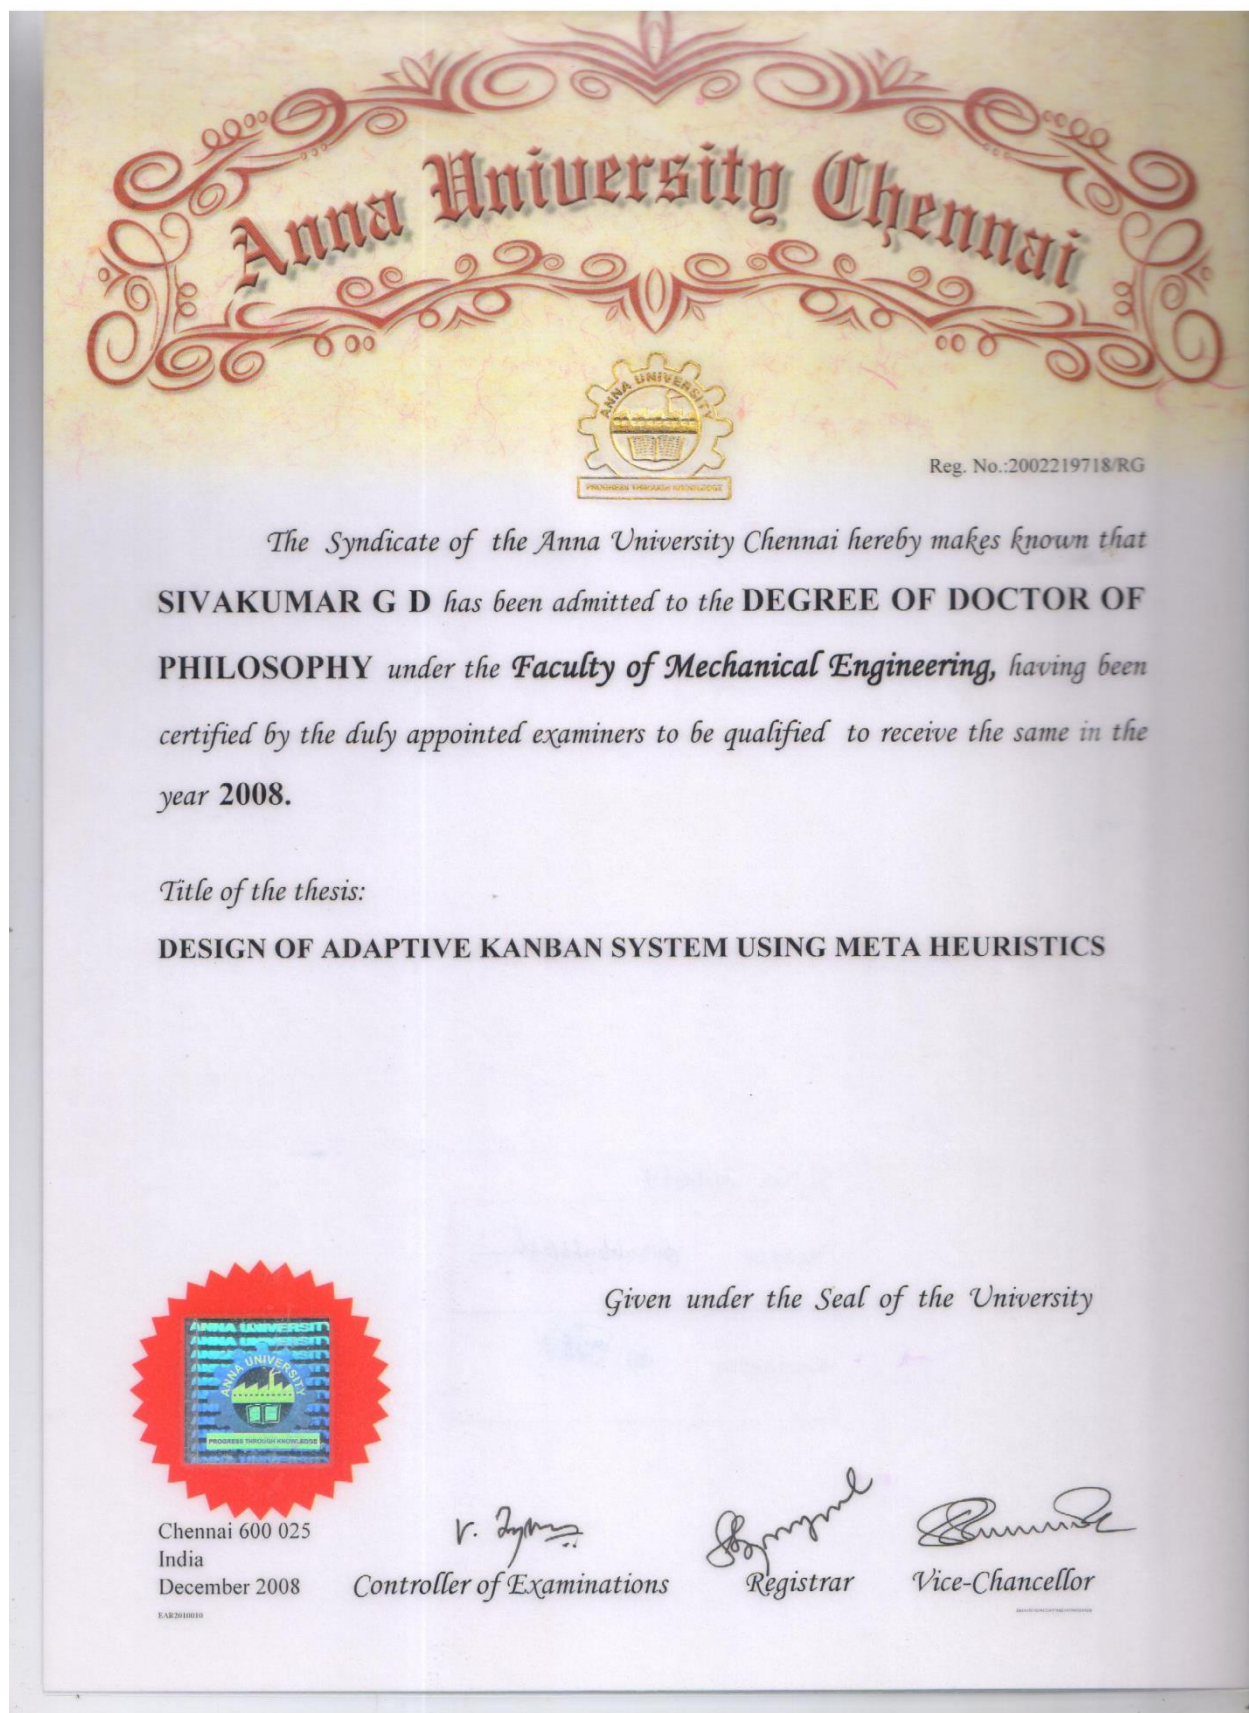 Anna University Chennai
ANNA UNIVERSITY
PROGRESS THROUGH KNOWLEDGE
Reg. No.:2002219718/RG
The Syndicate of the Anna University Chennai hereby makes known that
SIVAKUMAR G D has been admitted to the DEGREE OF DOCTOR OF
PHILOSOPHY under the Faculty of Mechanical Engineering, having been
certified by the duly appointed examiners to be qualified to receive the same in the
year 2008.
Title of the thesis:
DESIGN OF ADAPTIVE KANBAN SYSTEM USING META HEURISTICS
Given under the Seal of the University
ANNA UNIVERSITY
ANNA UNIVERSITY
ANNA UNIVERSITY
PROGRESS THROUGH KNOWLEDGE
Chennai 600 025
India
December 2008
Controller of Examinations
Registrar
Vice-Chancellor
EAB2010010